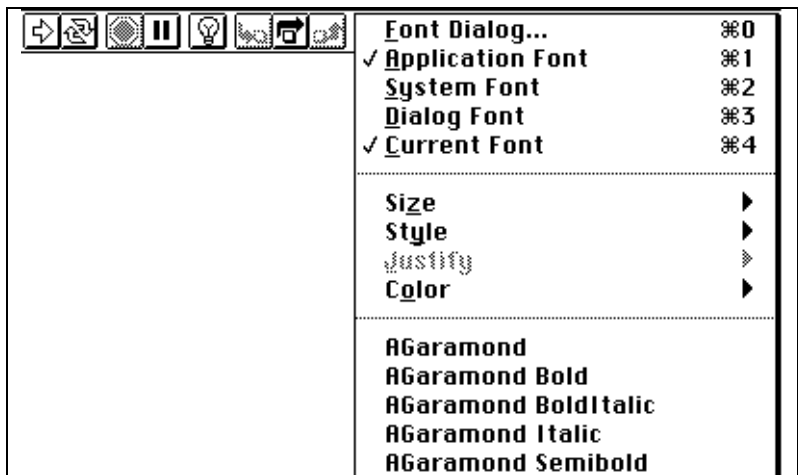 Font Dialog... ⌘0
✓ Application Font ⌘1
System Font ⌘2
Dialog Font ⌘3
✓ Current Font ⌘4
Size
Style
Justify
Color
AGaramond
AGaramond Bold
AGaramond BoldItalic
AGaramond Italic
AGaramond Semibold